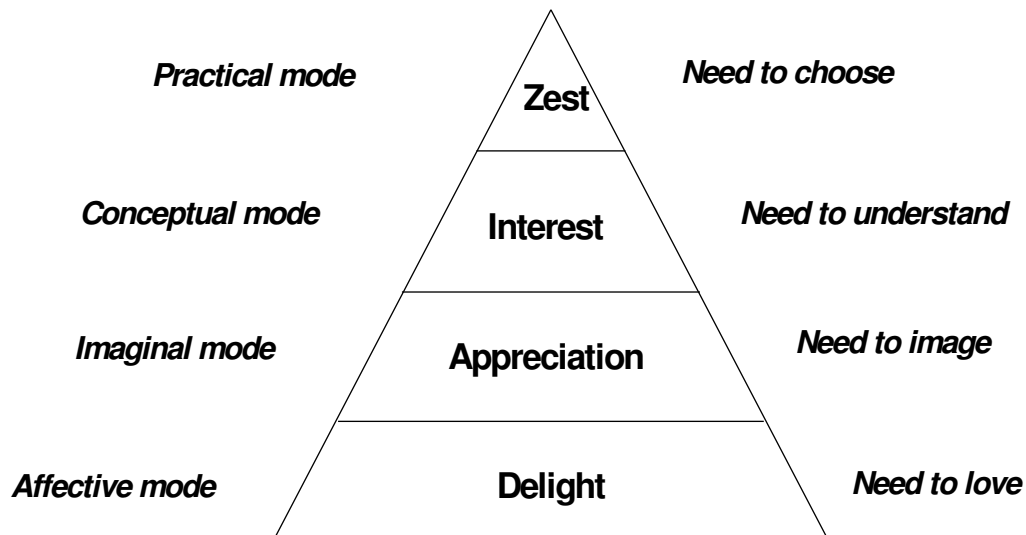 Practical mode
Zest
Need to choose
Conceptual mode
Interest
Need to understand
Imaginal mode
Appreciation
Need to image
Affective mode
Delight
Need to love